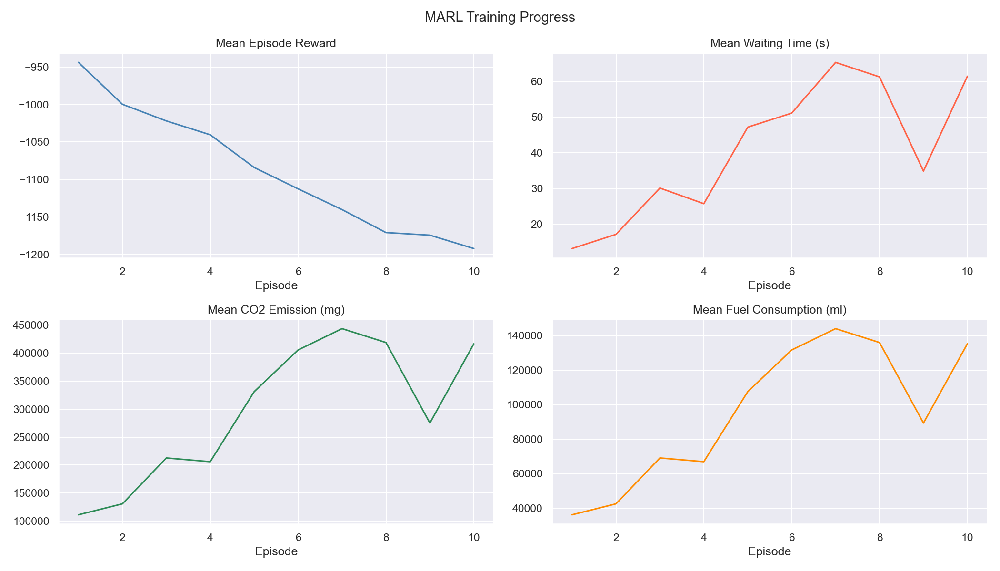 MARL Training Progress
Mean Episode Reward
−950
−1000
−1050
−1100
−1150
−1200
2 4 6 8 10
Episode
Mean Waiting Time (s)
60
50
40
30
20
2 4 6 8 10
Episode
Mean CO2 Emission (mg)
450000
400000
350000
300000
250000
200000
150000
100000
2 4 6 8 10
Episode
Mean Fuel Consumption (ml)
140000
120000
100000
80000
60000
40000
2 4 6 8 10
Episode